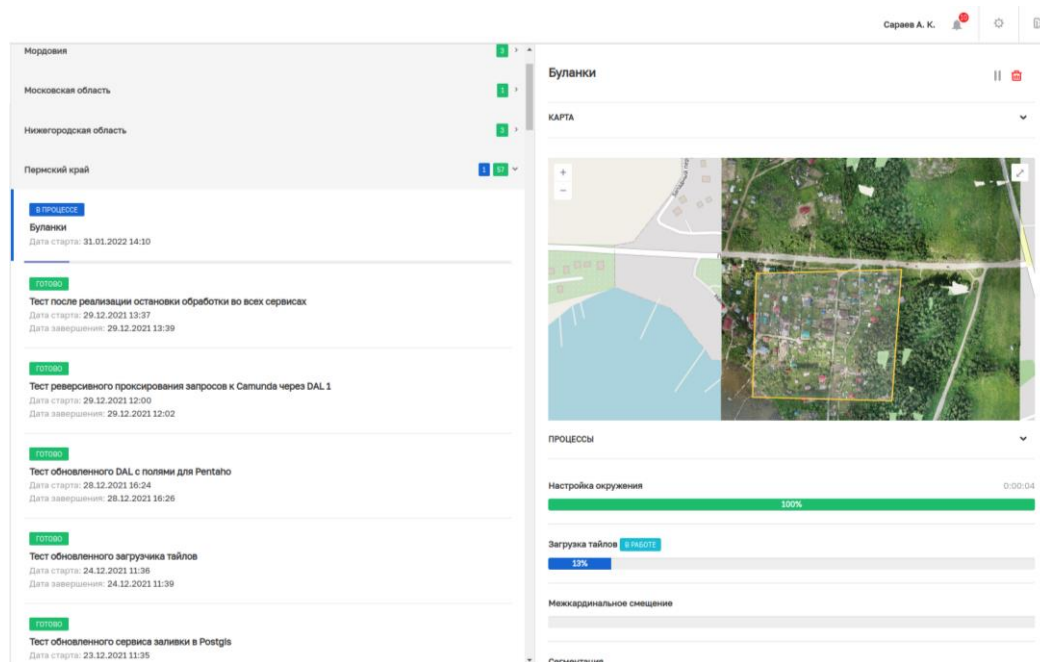 Сараев А. К.
10
Мордовия
3
Московская область
1
Нижегородская область
3
Пермский край
1 57
В ПРОЦЕССЕ
Буланки
Дата старта: 31.01.2022 14:10
ГОТОВО
Тест после реализации остановки обработки во всех сервисах
Дата старта: 29.12.2021 13:37
Дата завершения: 29.12.2021 13:39
ГОТОВО
Тест реверсивного проксирования запросов к Camunda через DAL 1
Дата старта: 29.12.2021 12:00
Дата завершения: 29.12.2021 12:02
ГОТОВО
Тест обновленного DAL с полями для Pentaho
Дата старта: 28.12.2021 16:24
Дата завершения: 28.12.2021 16:26
ГОТОВО
Тест обновленного загрузчика тайлов
Дата старта: 24.12.2021 11:36
Дата завершения: 24.12.2021 11:39
ГОТОВО
Тест обновленного сервиса заливки в Postgis
Дата старта: 23.12.2021 11:35
Буланки
КАРТА
+
−
ПРОЦЕССЫ
Настройка окружения 0:00:04
100%
Загрузка тайлов В РАБОТЕ
13%
Межкардинальное смещение
Сегментация